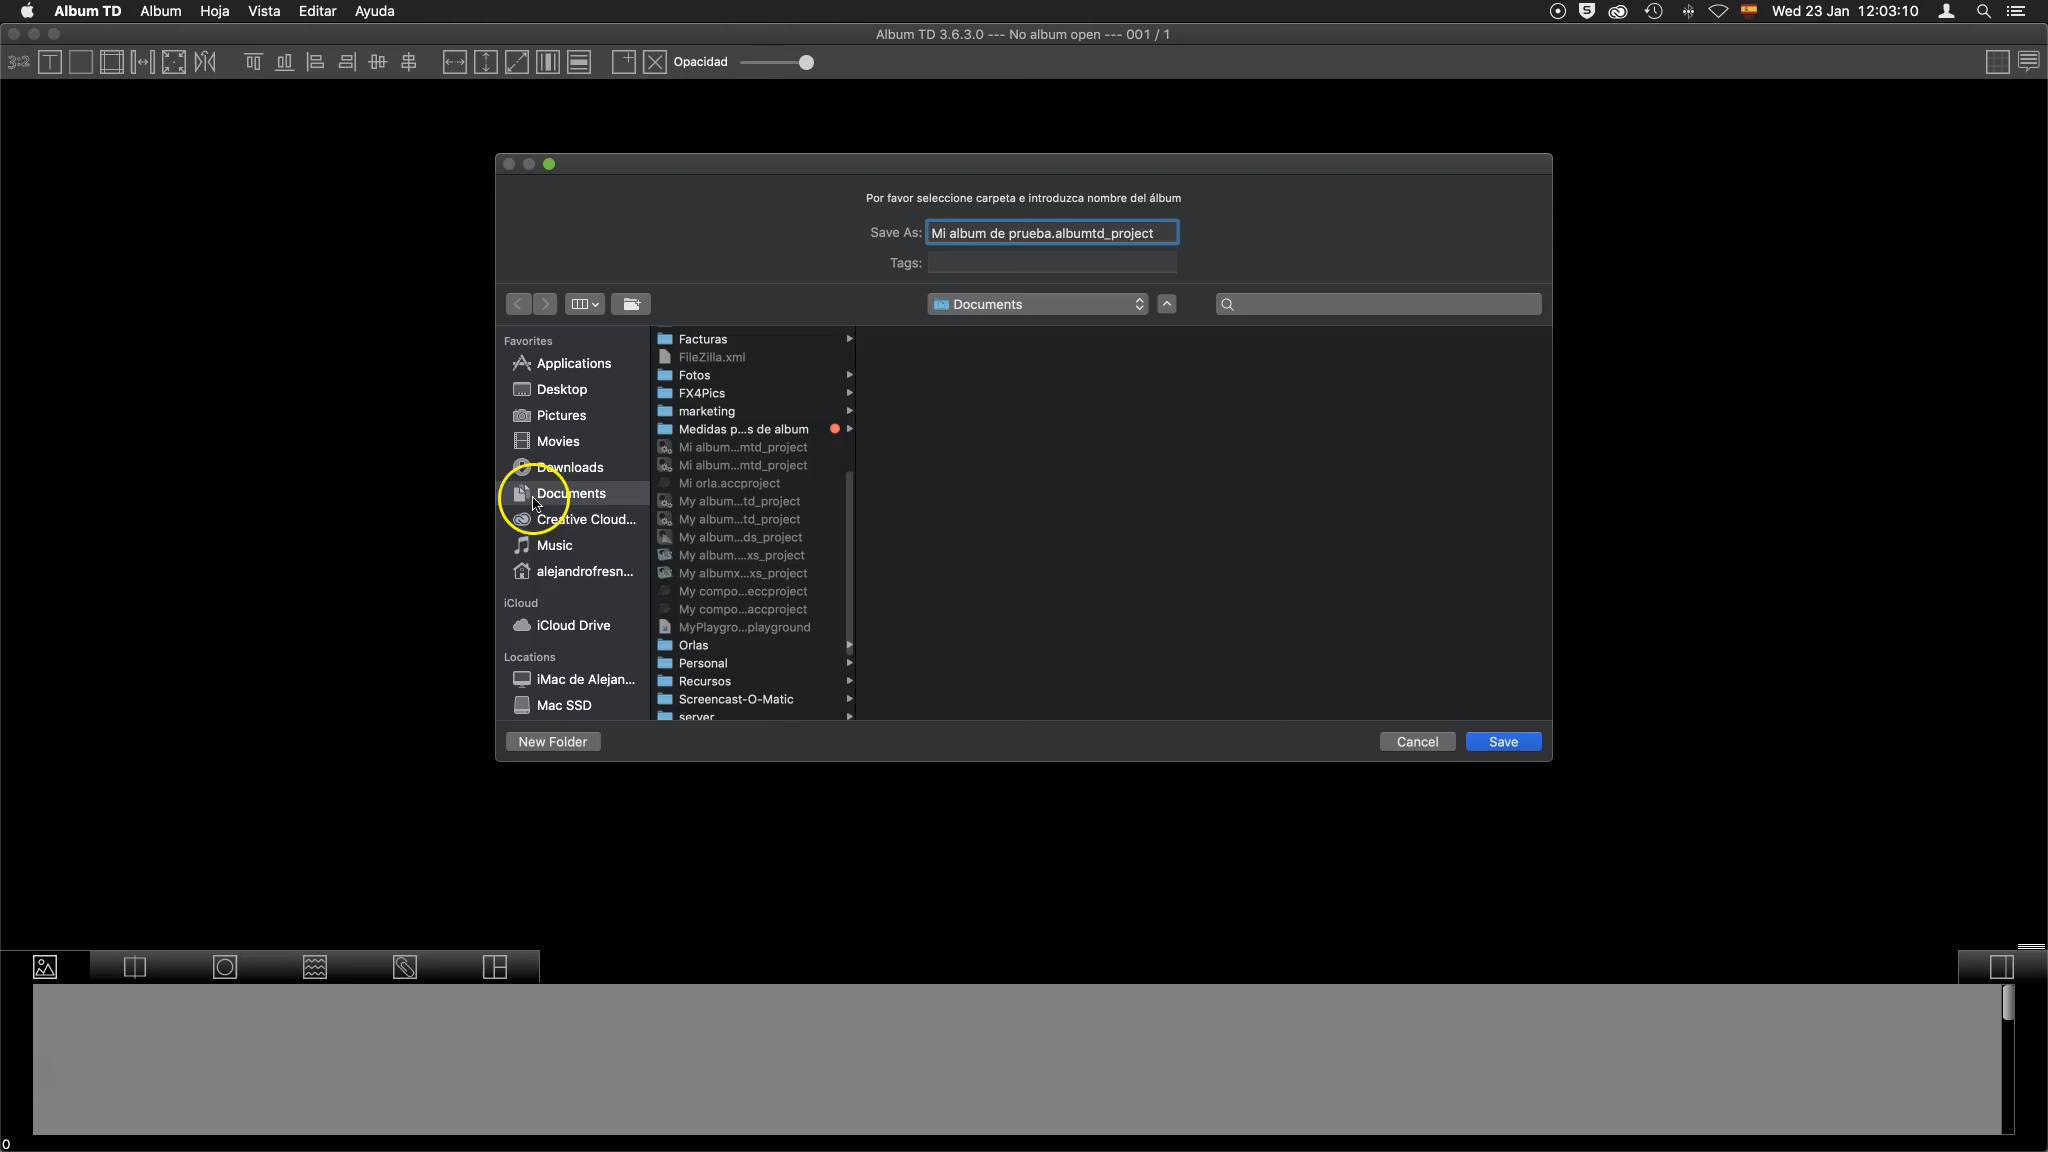 Album TD Album Hoja Vista Editar Ayuda Wed 23 Jan 12:03:10
Album TD 3.6.3.0 --- No album open --- 001 / 1
3:2 Opacidad
Por favor seleccione carpeta e introduzca nombre del álbum
Save As: Mi album de prueba.albumtd_project
Tags:
Documents
Favorites
Applications
Desktop
Pictures
Movies
Downloads
Documents
Creative Cloud...
Music
alejandrofresn...
iCloud
iCloud Drive
Locations
iMac de Alejan...
Mac SSD
Facturas
FileZilla.xml
Fotos
FX4Pics
marketing
Medidas p...s de album
Mi album...mtd_project
Mi album...mtd_project
Mi orla.accproject
My album...td_project
My album...td_project
My album...ds_project
My album....xs_project
My albumx...xs_project
My compo...eccproject
My compo...accproject
MyPlaygro...playground
Orlas
Personal
Recursos
Screencast-O-Matic
server
New Folder Cancel Save
0